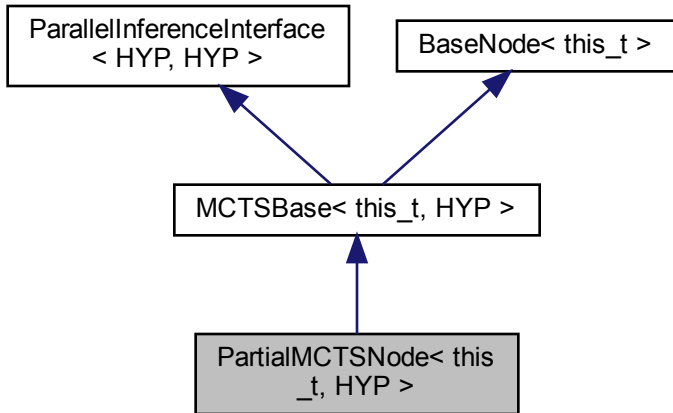 ParallelInferenceInterface
< HYP, HYP >
BaseNode< this_t >
MCTSBase< this_t, HYP >
PartialMCTSNode< this
_t, HYP >